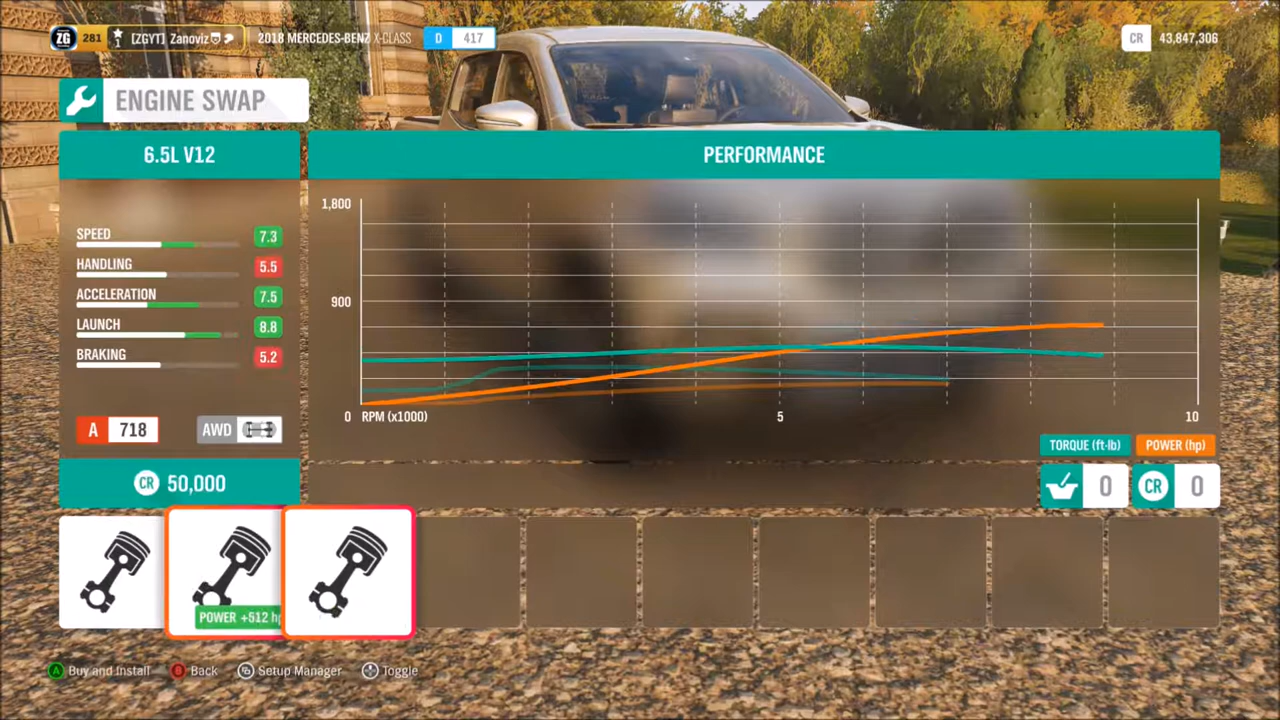 ZG 281 [ZGYT] Zanoviz 2018 MERCEDES-BENZ X-CLASS D 417 CR 43,847,306
ENGINE SWAP
6.5L V12
PERFORMANCE
SPEED 7.3
HANDLING 5.5
ACCELERATION 7.5
LAUNCH 8.8
BRAKING 5.2
A 718 AWD
CR 50,000
1,800
900
0 RPM (x1000) 5 10
TORQUE (ft-lb) POWER (hp)
0 CR 0
POWER +512 hp
A Buy and Install B Back Setup Manager Toggle